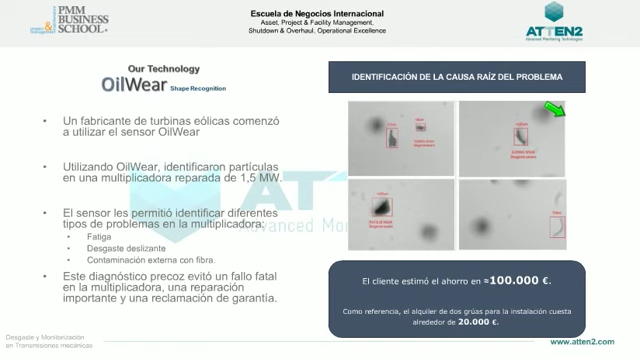 PMM
BUSINESS
SCHOOL
Escuela de Negocios Internacional
Asset, Project & Facility Management,
Shutdown & Overhaul, Operational Excellence
ATTEN2
Advanced Monitoring Technologies
Our Technology
OilWear Shape Recognition
• Un fabricante de turbinas eólicas comenzó
a utilizar el sensor OilWear
• Utilizando OilWear, identificaron partículas
en una multiplicadora reparada de 1,5 MW.
• El sensor les permitió identificar diferentes
tipos de problemas en la multiplicadora:
• Fatiga
• Desgaste deslizante
• Contaminación externa con fibra.
• Este diagnóstico precoz evitó un fallo fatal
en la multiplicadora, una reparación
importante y una reclamación de garantía.
IDENTIFICACIÓN DE LA CAUSA RAÍZ DEL PROBLEMA
El cliente estimó el ahorro en ≈100.000 €.
Como referencia, el alquiler de dos grúas para la instalación cuesta
alrededor de 20.000 €.
Desgaste y Monitorización
en Transmisiones mecánicas
www.atten2.com